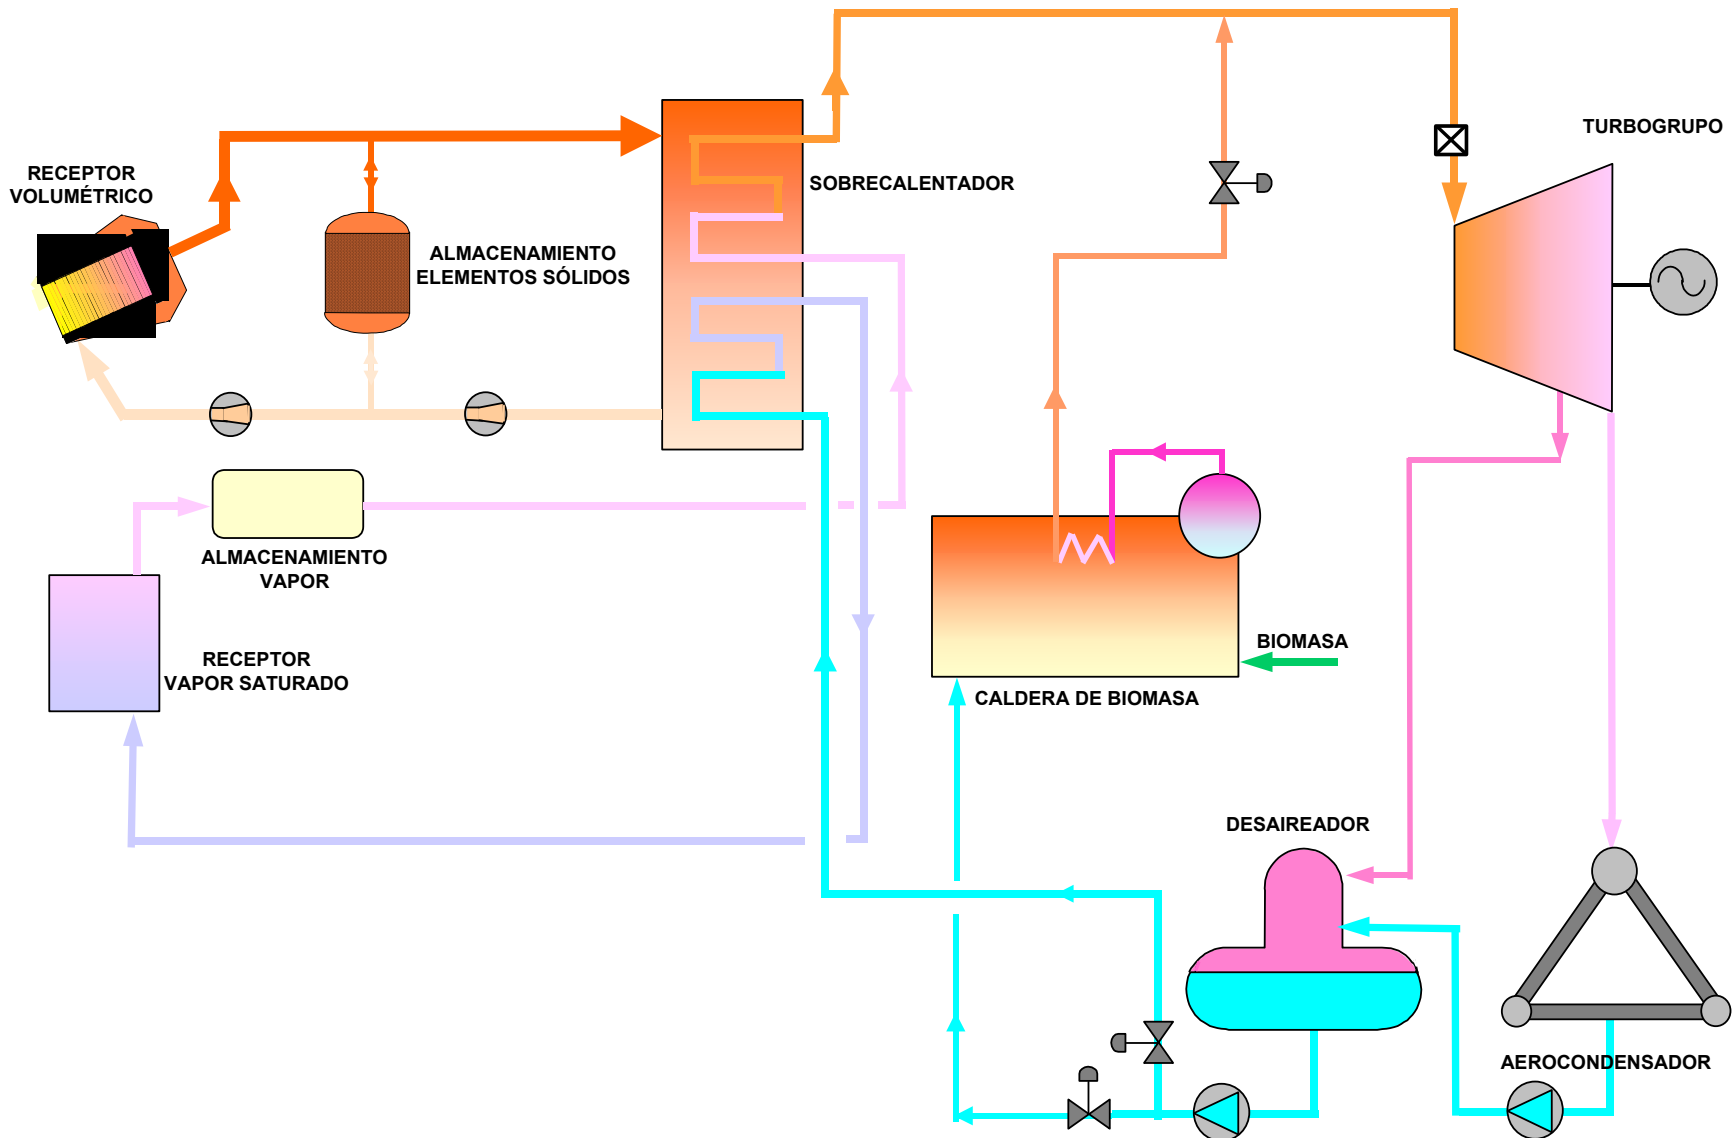 TURBOGRUPO
RECEPTOR
VOLUMÉTRICO
SOBRECALENTADOR
ALMACENAMIENTO
ELEMENTOS SÓLIDOS
ALMACENAMIENTO
VAPOR
RECEPTOR
VAPOR SATURADO
BIOMASA
CALDERA DE BIOMASA
DESAIREADOR
AEROCONDENSADOR